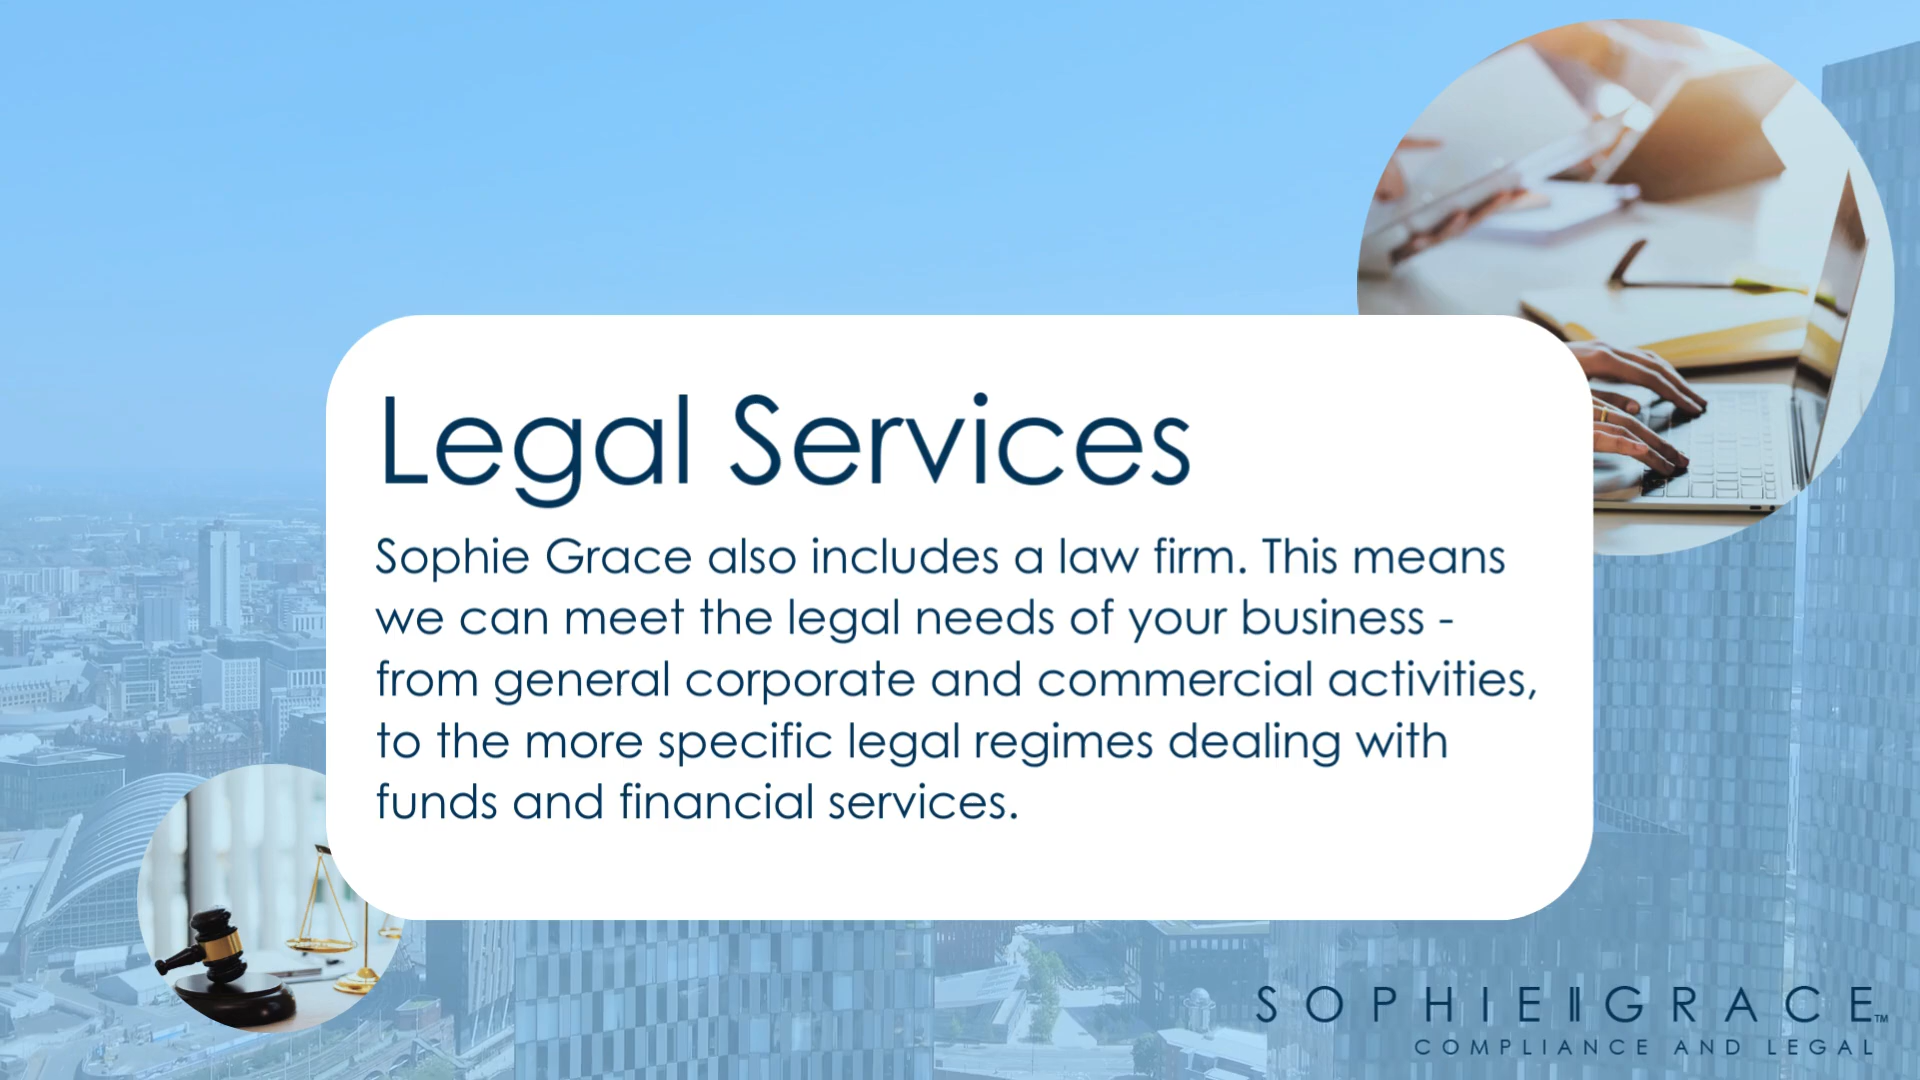 Legal Services
Sophie Grace also includes a law firm. This means
we can meet the legal needs of your business -
from general corporate and commercial activities,
to the more specific legal regimes dealing with
funds and financial services.
SOPHIE GRACE™
COMPLIANCE AND LEGAL